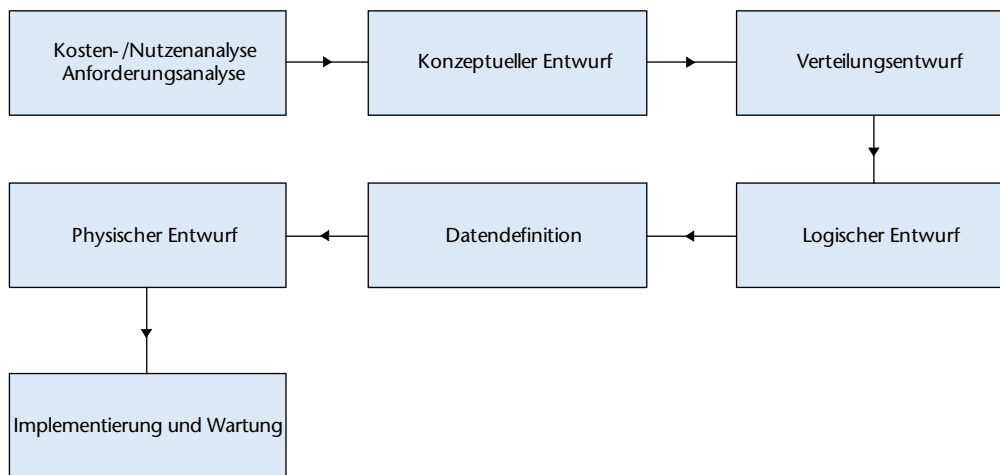 Kosten-/Nutzenanalyse
Anforderungsanalyse
Konzeptueller Entwurf
Verteilungsentwurf
Logischer Entwurf
Datendefinition
Physischer Entwurf
Implementierung und Wartung